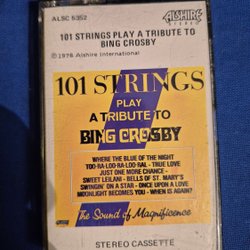 ALSC 5352
ALSHIRE
STEREO
101 STRINGS PLAY A TRIBUTE TO
BING CROSBY
©1978 Alshire International
101 STRINGS
PLAY
A TRIBUTE TO
BING CROSBY
WHERE THE BLUE OF THE NIGHT
TOO-RA-LOO-RA-LOO-RAL - TRUE LOVE
JUST ONE MORE CHANCE -
SWEET LEILANI - BELLS OF ST. MARY'S
SWINGIN' ON A STAR - ONCE UPON A LOVE
MOONLIGHT BECOMES YOU - WHEN IS AGAIN?
The Sound of Magnificence
STEREO CASSETTE